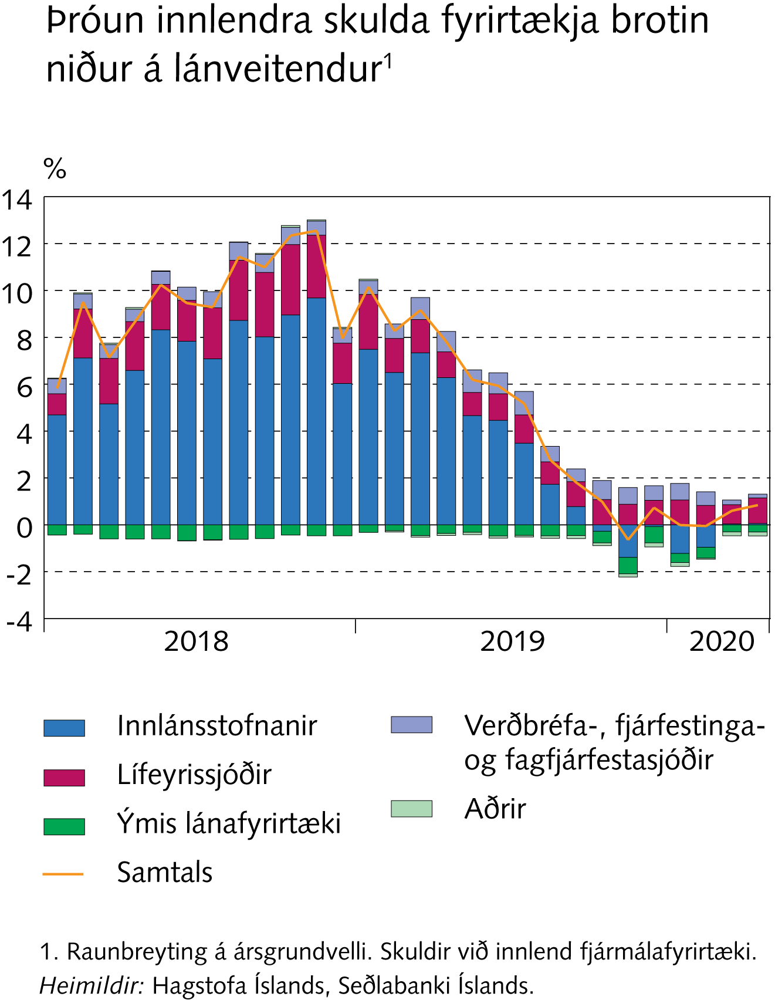 Þróun innlendra skulda fyrirtækja brotin
niður á lánveitendur¹
%
14
12
10
8
6
4
2
0
-2
-4
2018
2019
2020
Innlánsstofnanir
Lífeyrissjóðir
Ýmis lánafyrirtæki
Samtals
Verðbréfa-, fjárfestinga-
og fagfjárfestasjóðir
Aðrir
1. Raunbreyting á ársgrundvelli. Skuldir við innlend fjármálafyrirtæki.
Heimildir: Hagstofa Íslands, Seðlabanki Íslands.